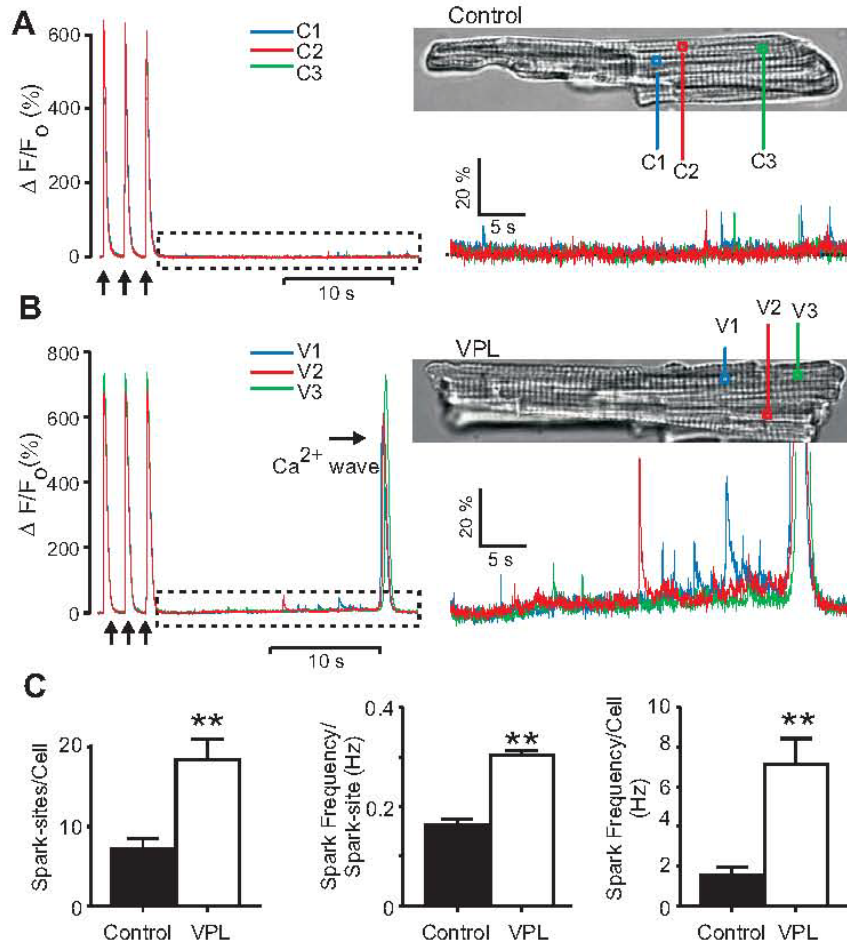 A
Control
600
400
200
0
Δ F/Fo (%)
C1
C2
C3
10 s
C1
C2
C3
20 %
5 s
B
VPL
800
600
400
200
0
Δ F/Fo(%)
V1
V2
V3
Ca2+ wave
10 s
V1
V2
V3
20 %
5 s
C
Spark-sites/Cell
20
10
0
**
Control
VPL
Spark Frequency/
Spark-site (Hz)
0.4
0.2
0
**
Control
VPL
Spark Frequency/Cell
(Hz)
10
8
6
4
2
0
**
Control
VPL